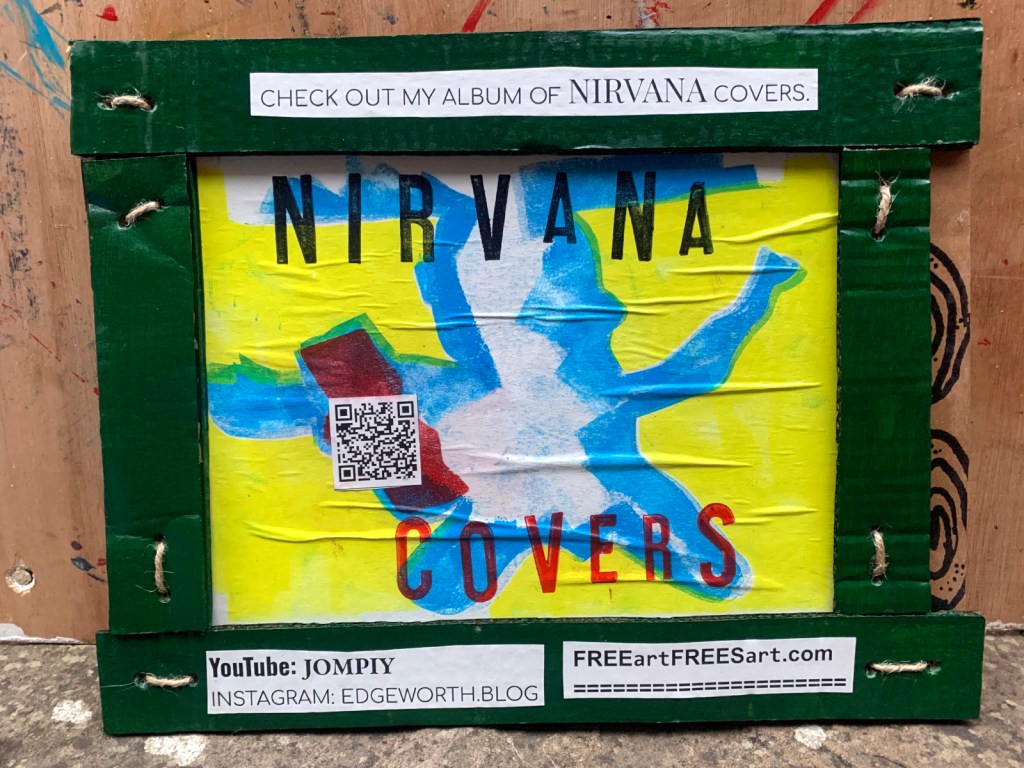 CHECK OUT MY ALBUM OF NIRVANA COVERS.
NIRVANA
COVERS
YouTube: JOMPIY
INSTAGRAM: EDGEWORTH.BLOG
FREEartFREESart.com
======================